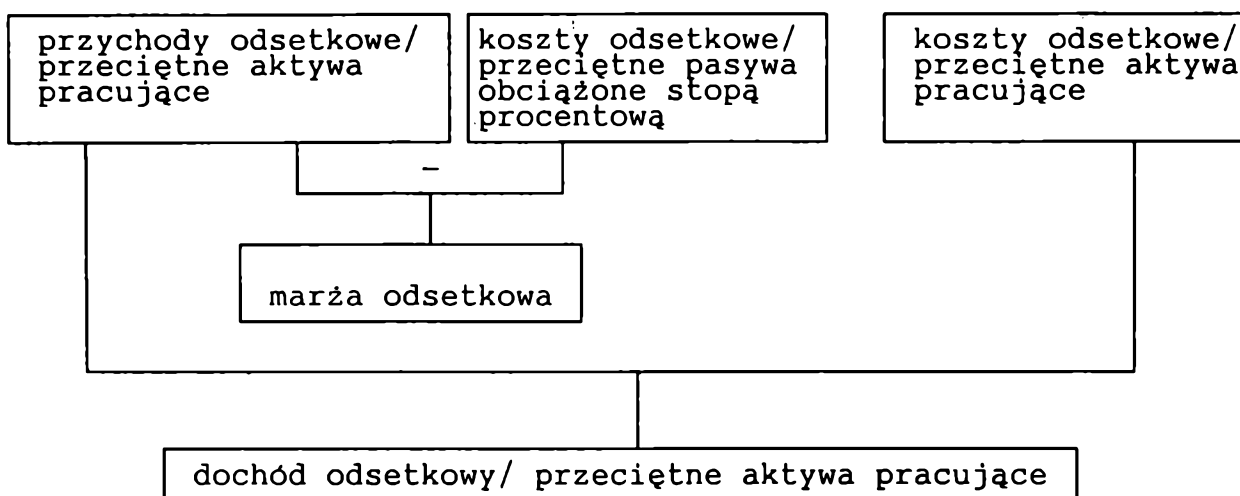 przychody odsetkowe/
przeciętne aktywa
pracujące
koszty odsetkowe/
przeciętne pasywa
obciążone stopą
procentową
koszty odsetkowe/
przeciętne aktywa
pracujące
–
marża odsetkowa
dochód odsetkowy/ przeciętne aktywa pracujące